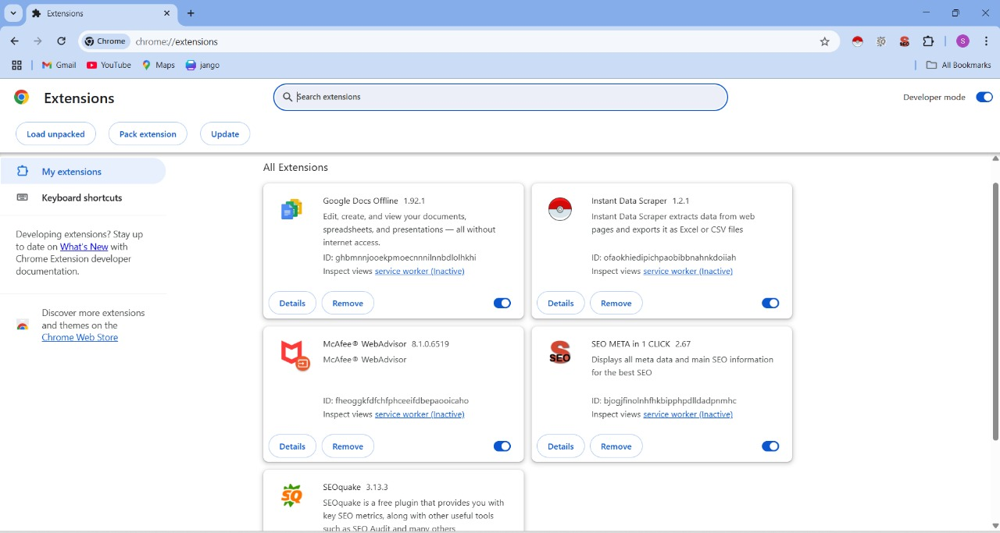 Extensions
Chrome
chrome://extensions
S
Gmail
YouTube
Maps
jango
All Bookmarks
Extensions
Search extensions
Developer mode
Load unpacked
Pack extension
Update
My extensions
Keyboard shortcuts
Developing extensions? Stay up
to date on What's New with
Chrome Extension developer
documentation.
Discover more extensions
and themes on the
Chrome Web Store
All Extensions
Google Docs Offline 1.92.1
Edit, create, and view your documents,
spreadsheets, and presentations — all without
internet access.
ID: ghbmnnjooekpmoecnnnilnnbdlolhkhi
Inspect views service worker (Inactive)
Details
Remove
Instant Data Scraper 1.2.1
Instant Data Scraper extracts data from web
pages and exports it as Excel or CSV files
ID: ofaokhiedipichpaobibbnahnkdoiiah
Inspect views service worker (Inactive)
Details
Remove
McAfee® WebAdvisor 8.1.0.6519
McAfee® WebAdvisor
ID: fheoggkfdfchfphceeifdbepaooicaho
Inspect views service worker (Inactive)
Details
Remove
S
SEO
SEO META in 1 CLICK 2.67
Displays all meta data and main SEO information
for the best SEO
ID: bjogjfinolnhfhkbipphpdlldadpnmhc
Inspect views service worker (Inactive)
Details
Remove
SQ
SEOquake 3.13.3
SEOquake is a free plugin that provides you with
key SEO metrics, along with other useful tools
such as SEO Audit and many others